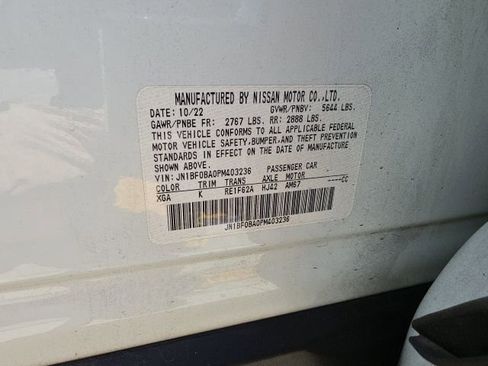 MANUFACTURED BY NISSAN MOTOR CO.,LTD.
DATE: 10/22 GVWR/PNBV: 5644 LBS.
GAWR/PNBE FR: 2767 LBS. RR: 2888 LBS.
THIS VEHICLE CONFORMS TO ALL APPLICABLE FEDERAL
MOTOR VEHICLE SAFETY, BUMPER, AND THEFT PREVENTION
STANDARDS IN EFFECT ON THE DATE OF MANUFACTURE
SHOWN ABOVE.
VIN: JN1BF0BA0PM403236 PASSENGER CAR
COLOR TRIM TRANS AXLE MOTOR ----CC
XGA K RE1F62A HJ42 AM67
JN1BF0BA0PM403236